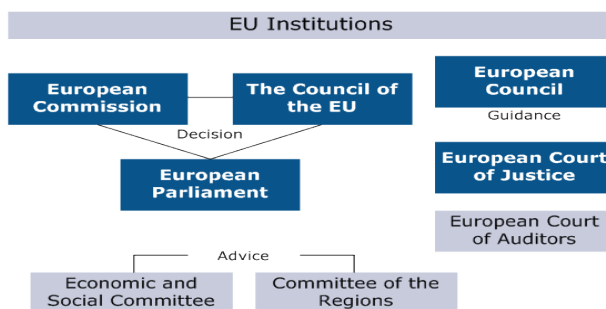 EU Institutions
European
Commission
The Council of
the EU
Decision
European
Parliament
European
Council
Guidance
European Court
of Justice
European Court
of Auditors
Advice
Economic and
Social Committee
Committee of the
Regions